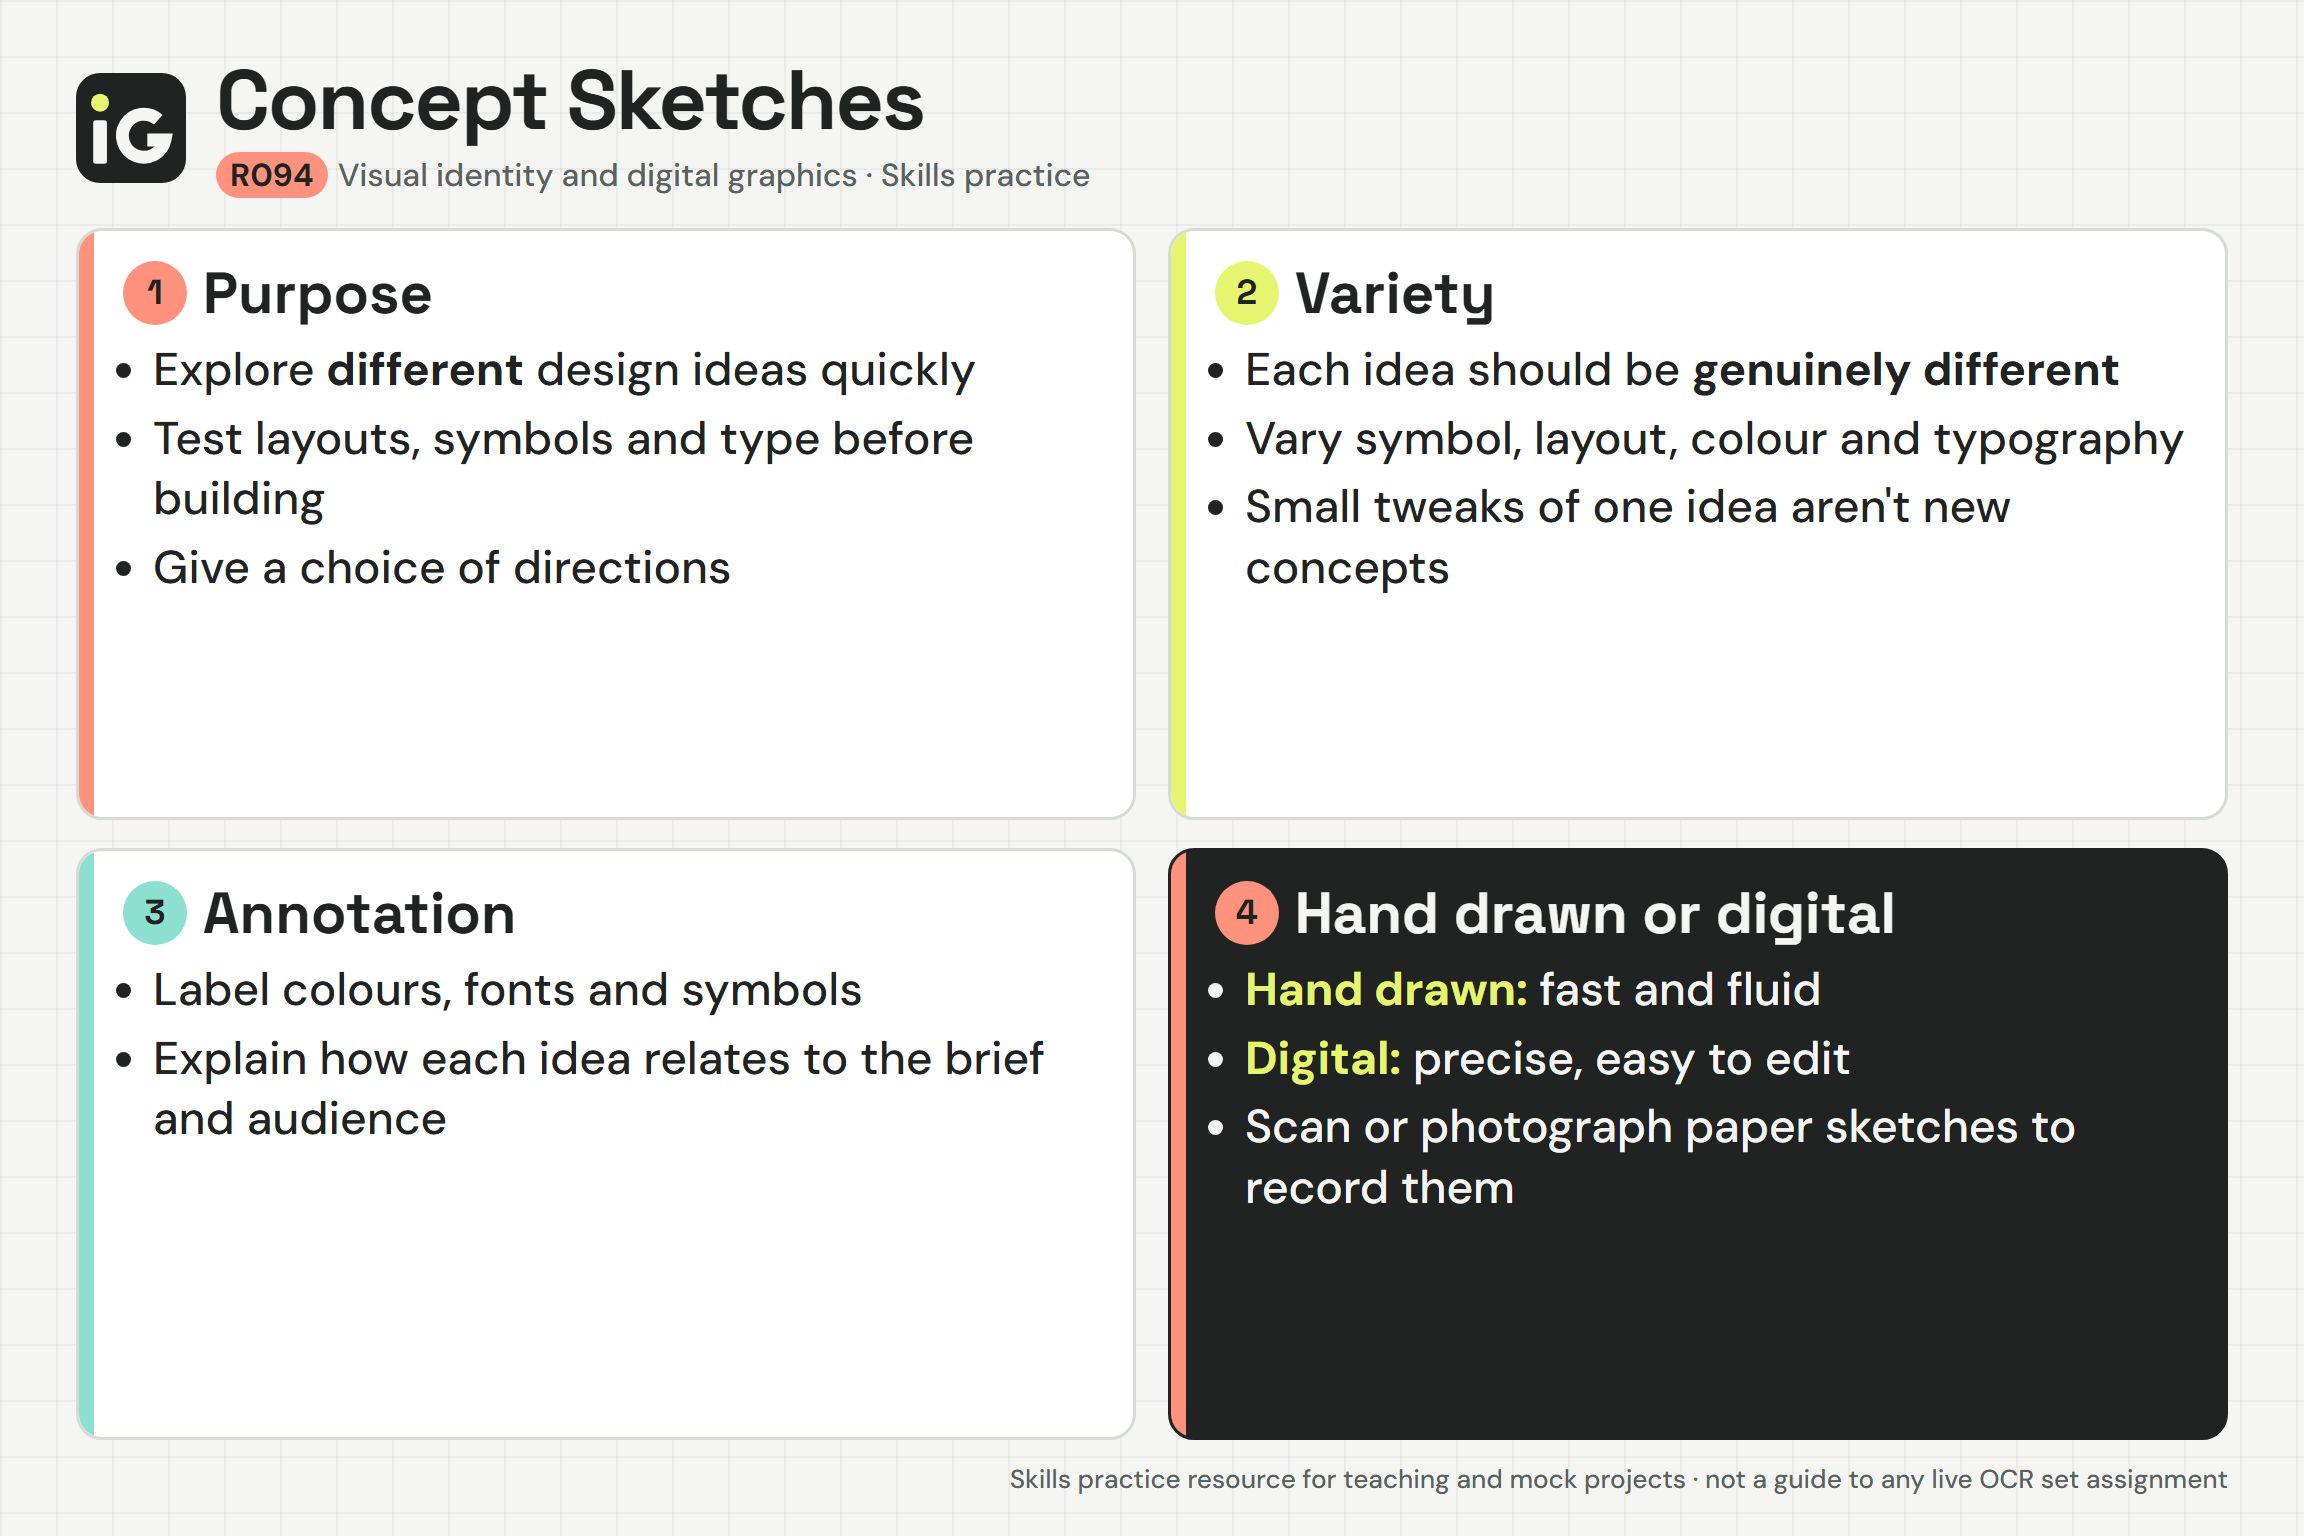 iG
Concept Sketches
R094 Visual identity and digital graphics · Skills practice
1 Purpose
• Explore different design ideas quickly
• Test layouts, symbols and type before
building
• Give a choice of directions
2 Variety
• Each idea should be genuinely different
• Vary symbol, layout, colour and typography
• Small tweaks of one idea aren't new
concepts
3 Annotation
• Label colours, fonts and symbols
• Explain how each idea relates to the brief
and audience
4 Hand drawn or digital
• Hand drawn: fast and fluid
• Digital: precise, easy to edit
• Scan or photograph paper sketches to
record them
Skills practice resource for teaching and mock projects · not a guide to any live OCR set assignment